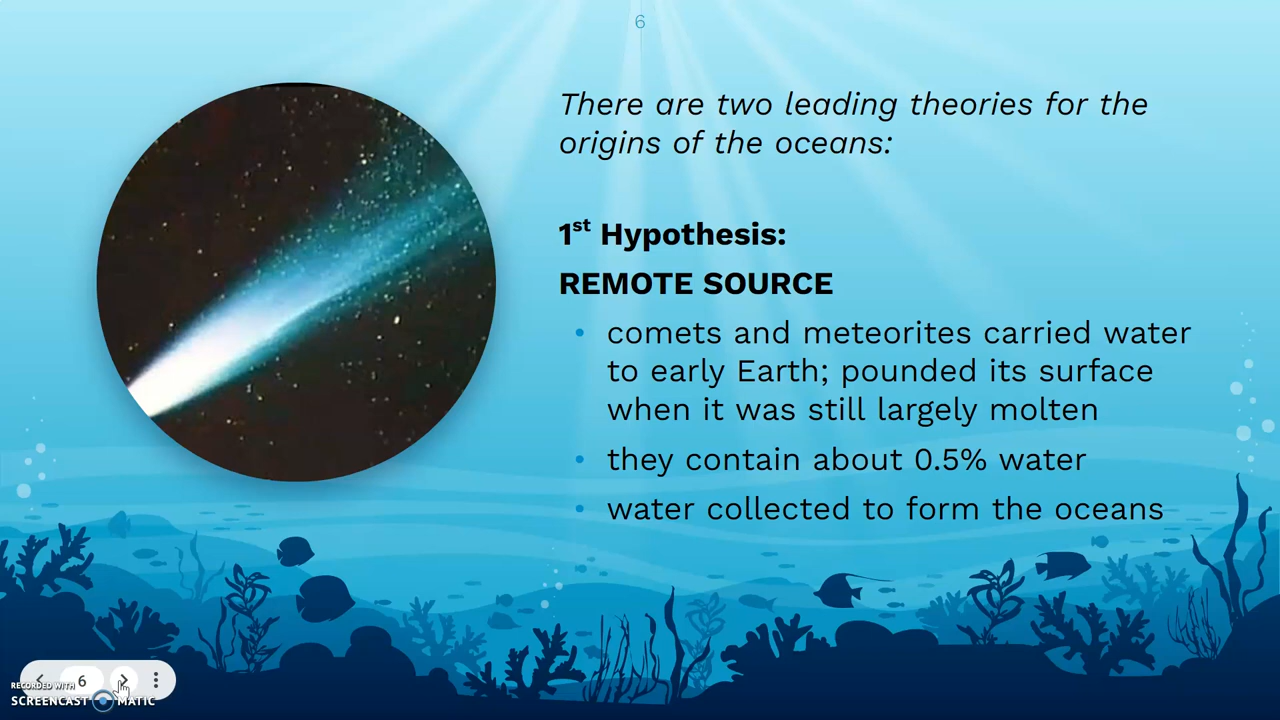 6
There are two leading theories for the
origins of the oceans:
1st Hypothesis:
REMOTE SOURCE
• comets and meteorites carried water
to early Earth; pounded its surface
when it was still largely molten
• they contain about 0.5% water
• water collected to form the oceans
6
RECORDED WITH
SCREENCAST MATIC